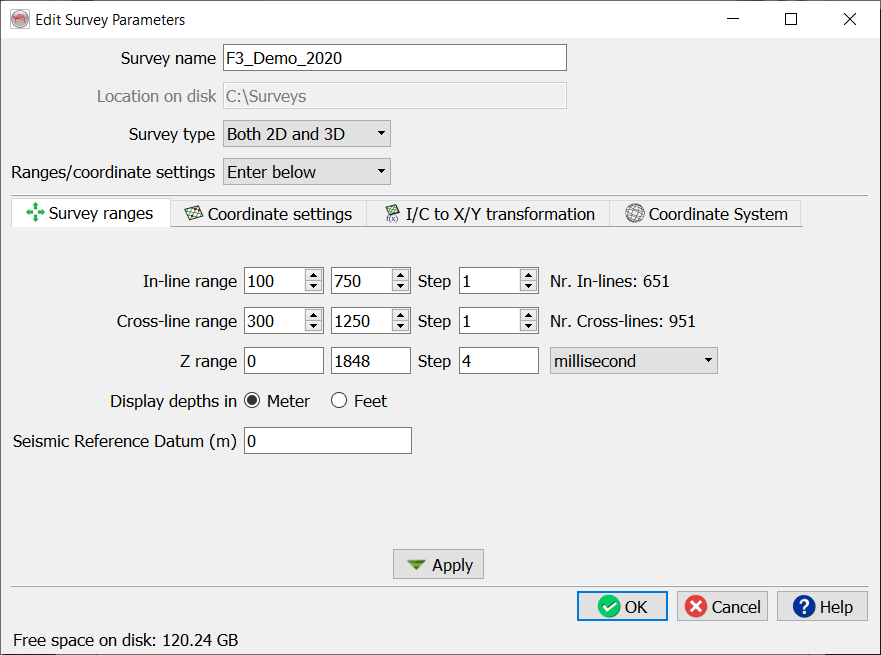 Edit Survey Parameters
Survey name F3_Demo_2020
Location on disk C:\Surveys
Survey type Both 2D and 3D
Ranges/coordinate settings Enter below
Survey ranges Coordinate settings f(x) I/C to X/Y transformation Coordinate System
In-line range 100 750 Step 1 Nr. In-lines: 651
Cross-line range 300 1250 Step 1 Nr. Cross-lines: 951
Z range 0 1848 Step 4 millisecond
Display depths in Meter Feet
Seismic Reference Datum (m) 0
Apply
OK Cancel ? Help
Free space on disk: 120.24 GB